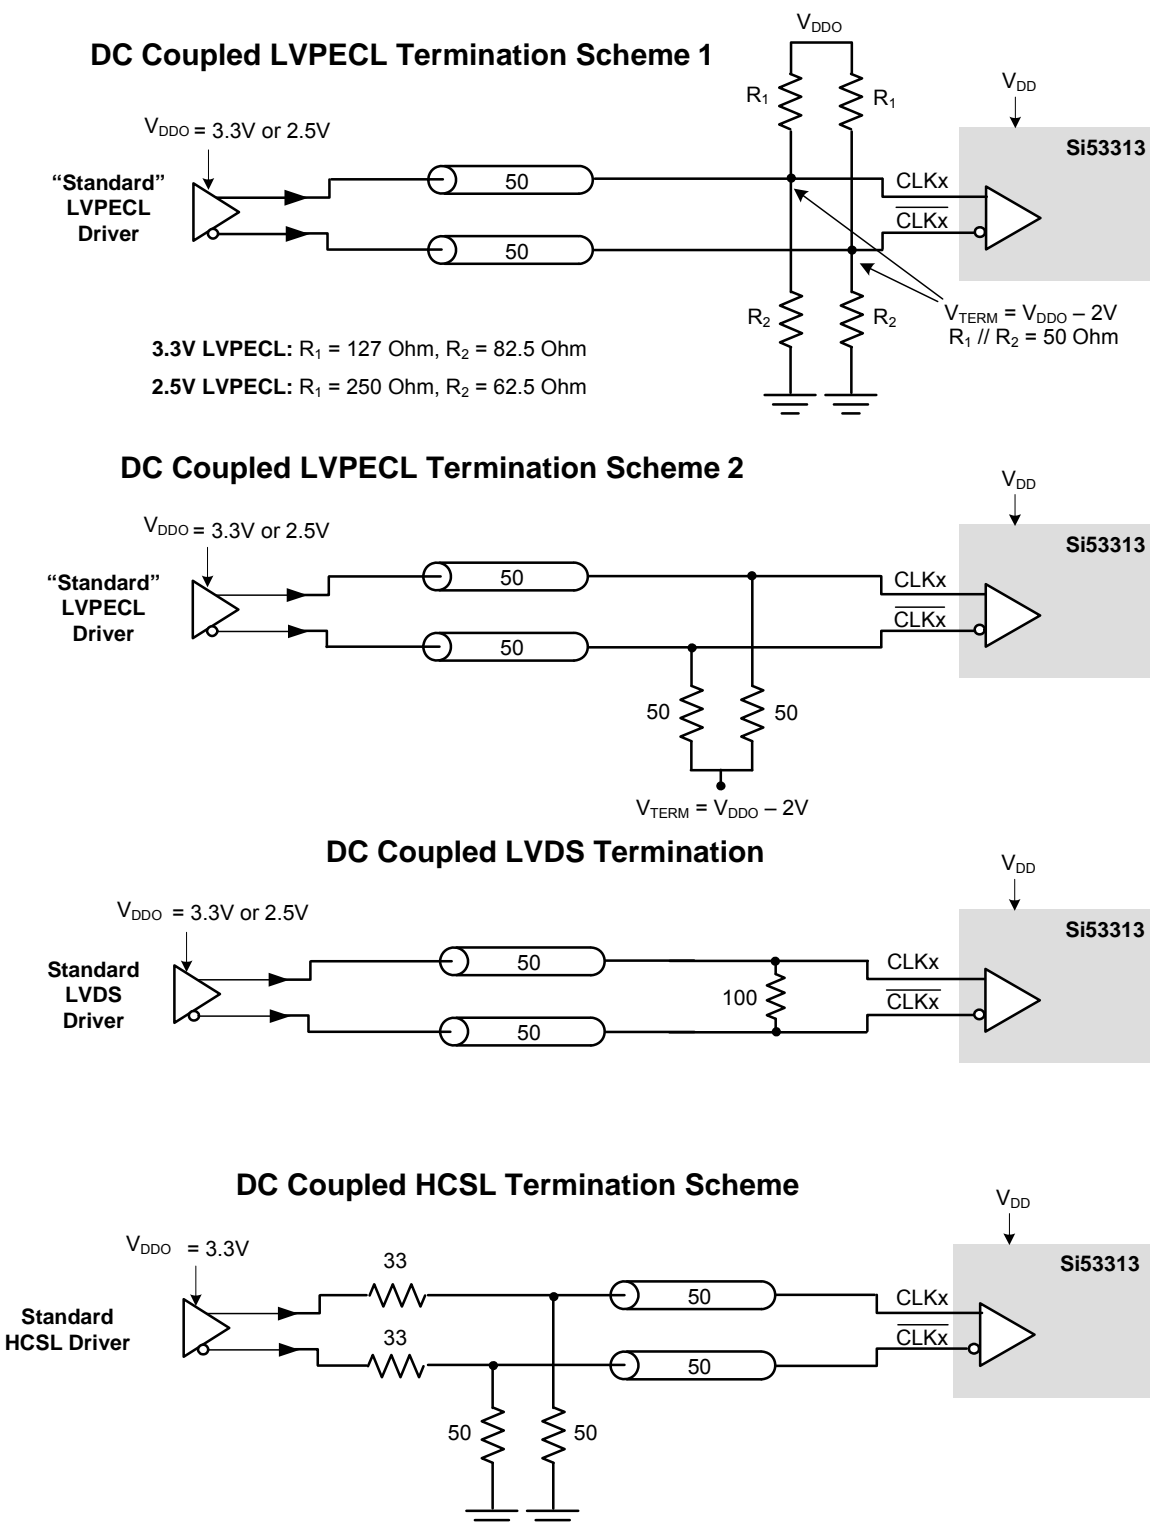 DC Coupled LVPECL Termination Scheme 1
VDDO
R1
R1
VDD
Si53313
VDDO = 3.3V or 2.5V
“Standard”
LVPECL
Driver
50
50
CLKx
CLKx
R2
R2
VTERM = VDDO – 2V
R1 // R2 = 50 Ohm
3.3V LVPECL: R1 = 127 Ohm, R2 = 82.5 Ohm
2.5V LVPECL: R1 = 250 Ohm, R2 = 62.5 Ohm
DC Coupled LVPECL Termination Scheme 2
VDD
Si53313
VDDO = 3.3V or 2.5V
“Standard”
LVPECL
Driver
50
50
CLKx
CLKx
50
50
VTERM = VDDO – 2V
DC Coupled LVDS Termination
VDD
Si53313
VDDO = 3.3V or 2.5V
Standard
LVDS
Driver
50
50
100
CLKx
CLKx
DC Coupled HCSL Termination Scheme
VDD
Si53313
VDDO = 3.3V
Standard
HCSL Driver
33
33
50
50
CLKx
CLKx
50
50